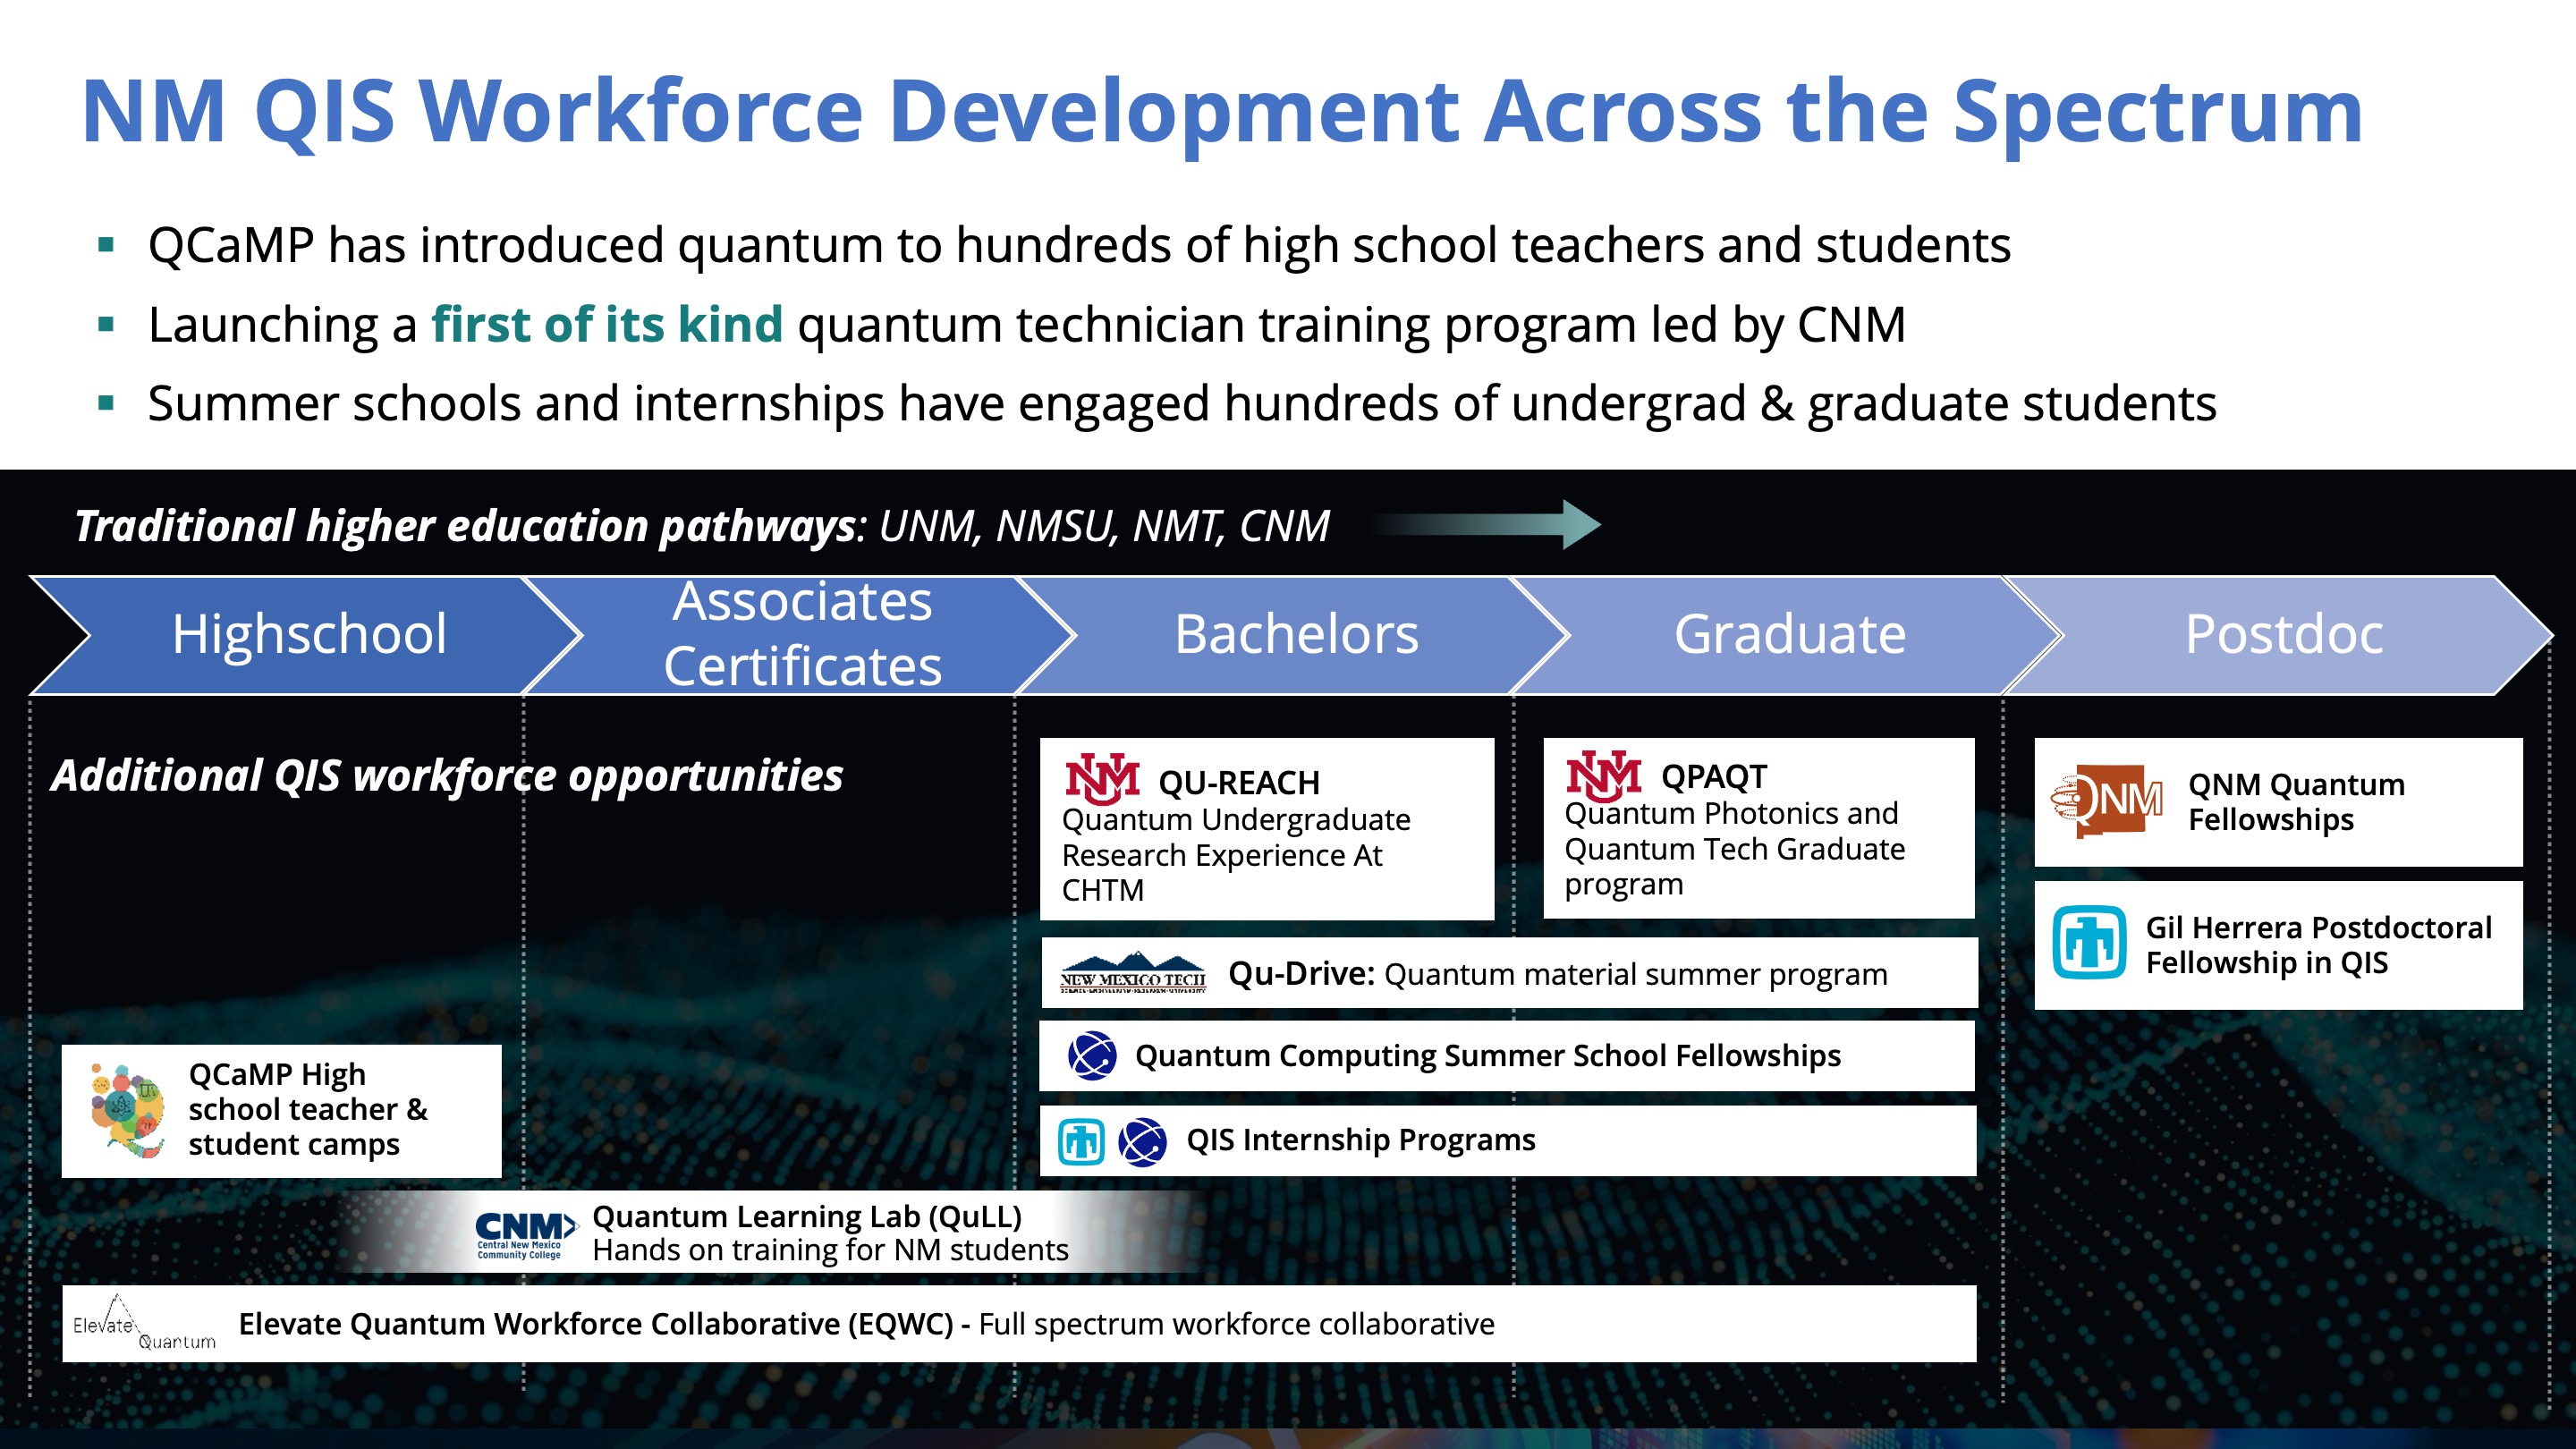 NM QIS Workforce Development Across the Spectrum
▪ QCaMP has introduced quantum to hundreds of high school teachers and students
▪ Launching a first of its kind quantum technician training program led by CNM
▪ Summer schools and internships have engaged hundreds of undergrad & graduate students
Traditional higher education pathways: UNM, NMSU, NMT, CNM
Highschool
Associates
Certificates
Bachelors
Graduate
Postdoc
Additional QIS workforce opportunities
NM QU-REACH
Quantum Undergraduate
Research Experience At
CHTM
NM QPAQT
Quantum Photonics and
Quantum Tech Graduate
program
QNM QNM Quantum
Fellowships
Gil Herrera Postdoctoral
Fellowship in QIS
NEW MEXICO TECH
Qu-Drive: Quantum material summer program
Quantum Computing Summer School Fellowships
QIS Internship Programs
QCaMP High
school teacher &
student camps
CNM
Central New Mexico
Community College
Quantum Learning Lab (QuLL)
Hands on training for NM students
Elevate
Quantum
Elevate Quantum Workforce Collaborative (EQWC) - Full spectrum workforce collaborative